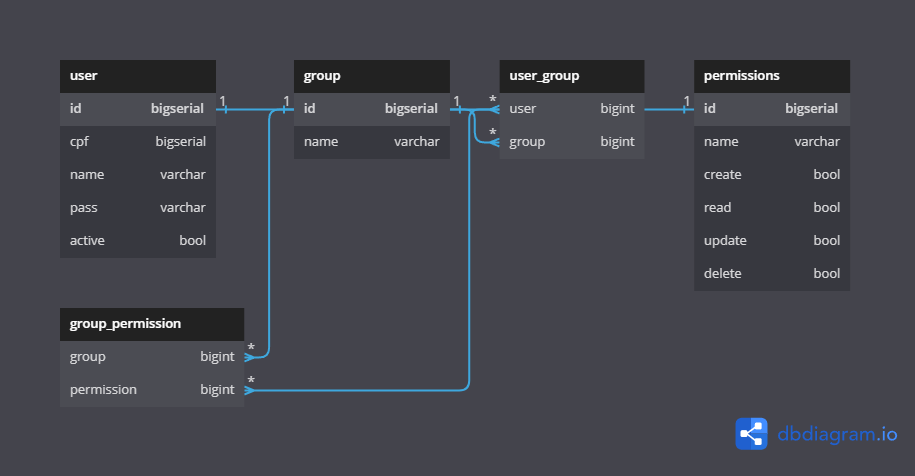 user
id bigserial
cpf bigserial
name varchar
pass varchar
active bool
group
id bigserial
name varchar
user_group
user bigint
group bigint
permissions
id bigserial
name varchar
create bool
read bool
update bool
delete bool
group_permission
group bigint
permission bigint
1
1
1
*
*
1
*
*
dbdiagram.io